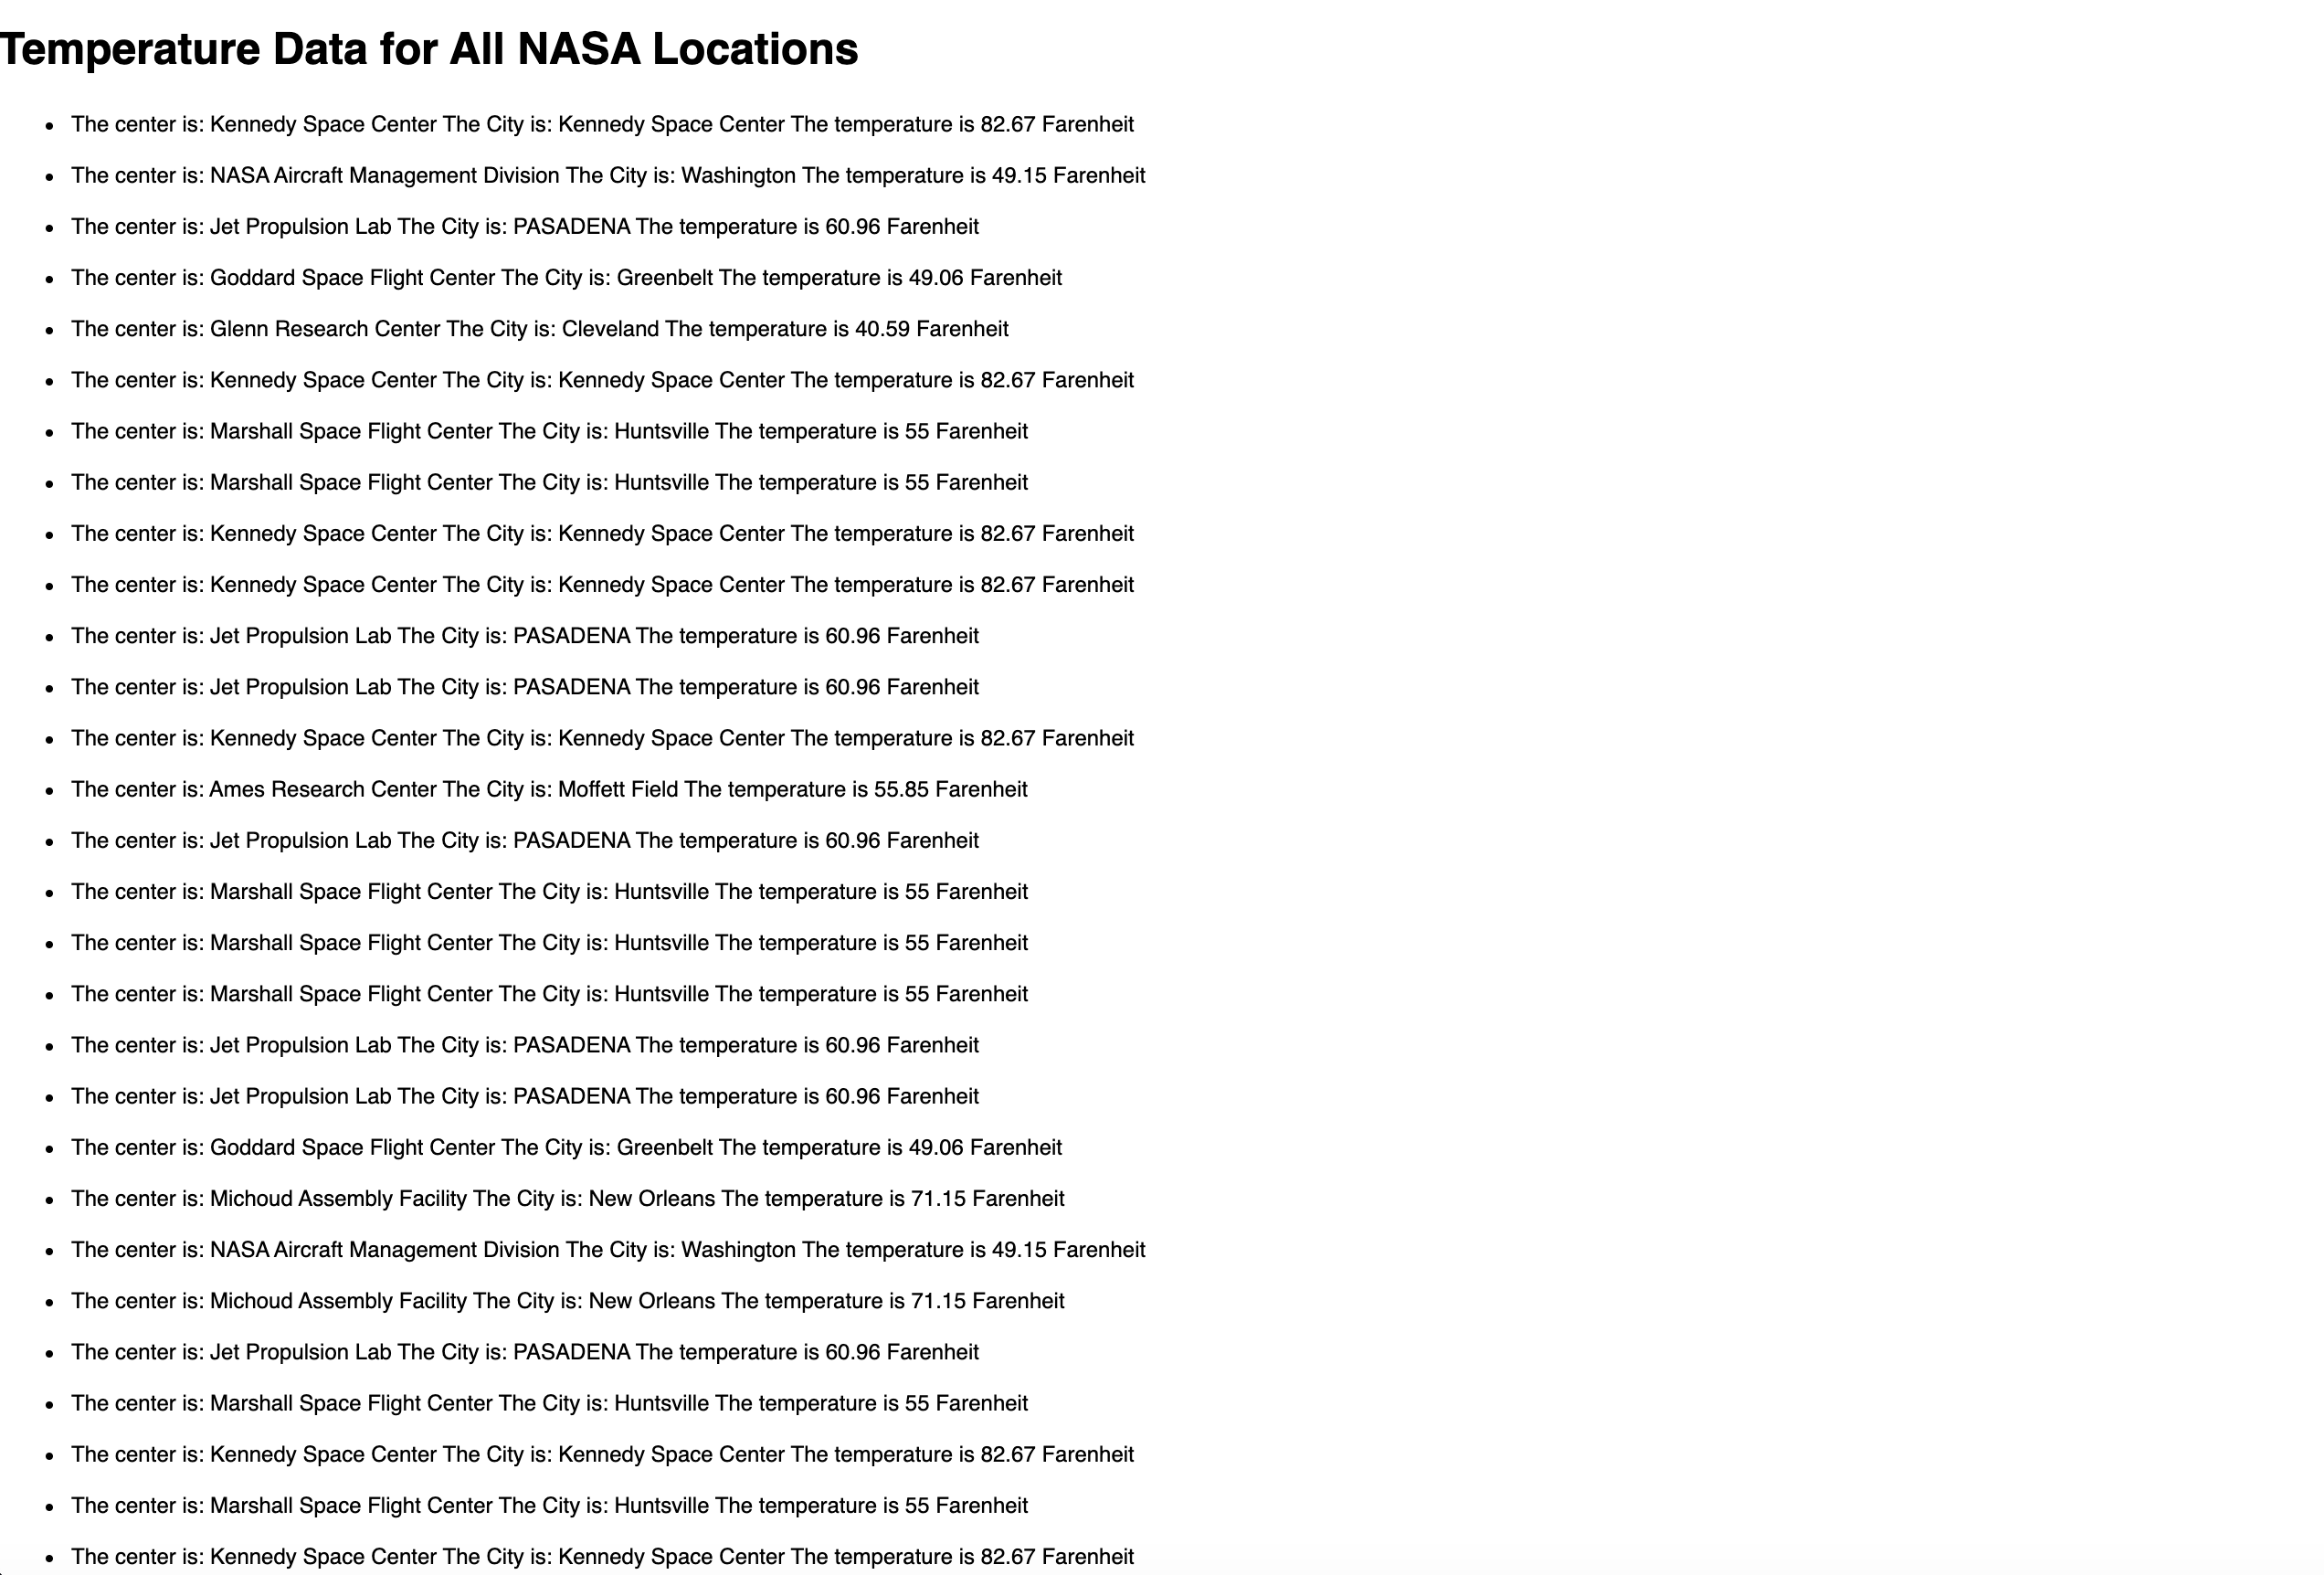 Temperature Data for All NASA Locations
The center is: Kennedy Space Center The City is: Kennedy Space Center The temperature is 82.67 Farenheit
The center is: NASA Aircraft Management Division The City is: Washington The temperature is 49.15 Farenheit
The center is: Jet Propulsion Lab The City is: PASADENA The temperature is 60.96 Farenheit
The center is: Goddard Space Flight Center The City is: Greenbelt The temperature is 49.06 Farenheit
The center is: Glenn Research Center The City is: Cleveland The temperature is 40.59 Farenheit
The center is: Kennedy Space Center The City is: Kennedy Space Center The temperature is 82.67 Farenheit
The center is: Marshall Space Flight Center The City is: Huntsville The temperature is 55 Farenheit
The center is: Marshall Space Flight Center The City is: Huntsville The temperature is 55 Farenheit
The center is: Kennedy Space Center The City is: Kennedy Space Center The temperature is 82.67 Farenheit
The center is: Kennedy Space Center The City is: Kennedy Space Center The temperature is 82.67 Farenheit
The center is: Jet Propulsion Lab The City is: PASADENA The temperature is 60.96 Farenheit
The center is: Jet Propulsion Lab The City is: PASADENA The temperature is 60.96 Farenheit
The center is: Kennedy Space Center The City is: Kennedy Space Center The temperature is 82.67 Farenheit
The center is: Ames Research Center The City is: Moffett Field The temperature is 55.85 Farenheit
The center is: Jet Propulsion Lab The City is: PASADENA The temperature is 60.96 Farenheit
The center is: Marshall Space Flight Center The City is: Huntsville The temperature is 55 Farenheit
The center is: Marshall Space Flight Center The City is: Huntsville The temperature is 55 Farenheit
The center is: Marshall Space Flight Center The City is: Huntsville The temperature is 55 Farenheit
The center is: Jet Propulsion Lab The City is: PASADENA The temperature is 60.96 Farenheit
The center is: Jet Propulsion Lab The City is: PASADENA The temperature is 60.96 Farenheit
The center is: Goddard Space Flight Center The City is: Greenbelt The temperature is 49.06 Farenheit
The center is: Michoud Assembly Facility The City is: New Orleans The temperature is 71.15 Farenheit
The center is: NASA Aircraft Management Division The City is: Washington The temperature is 49.15 Farenheit
The center is: Michoud Assembly Facility The City is: New Orleans The temperature is 71.15 Farenheit
The center is: Jet Propulsion Lab The City is: PASADENA The temperature is 60.96 Farenheit
The center is: Marshall Space Flight Center The City is: Huntsville The temperature is 55 Farenheit
The center is: Kennedy Space Center The City is: Kennedy Space Center The temperature is 82.67 Farenheit
The center is: Marshall Space Flight Center The City is: Huntsville The temperature is 55 Farenheit
The center is: Kennedy Space Center The City is: Kennedy Space Center The temperature is 82.67 Farenheit